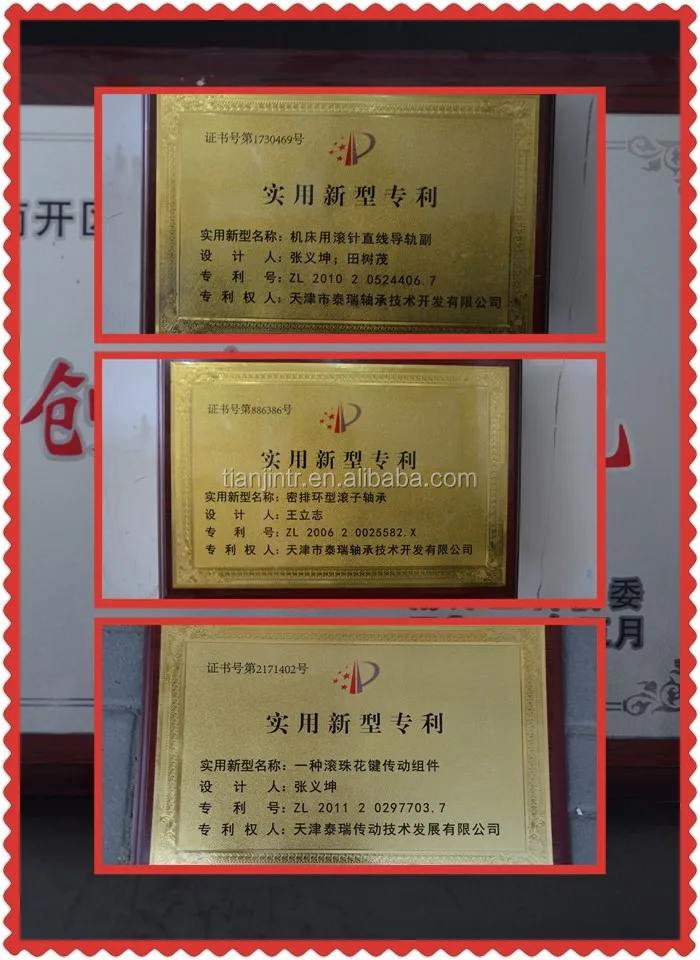 证书号第1730469号
实用新型专利
实用新型名称：机床用滚针直线导轨副
设 计 人：张义坤；田树茂
专 利 号：ZL 2010 2 0524406.7
专 利 权 人：天津市泰瑞轴承技术开发有限公司
证书号第886386号
实用新型专利
tianjintr.en.alibaba.com
实用新型名称：密排环型滚子轴承
设 计 人：王立志
专 利 号：ZL 2006 2 0025582.X
专 利 权 人：天津市泰瑞轴承技术开发有限公司
证书号第2171402号
实用新型专利
实用新型名称：一种滚珠花键传动组件
设 计 人：张义坤
专 利 号：ZL 2011 2 0297703.7
专 利 权 人：天津泰瑞传动技术发展有限公司
开区
创
委
月